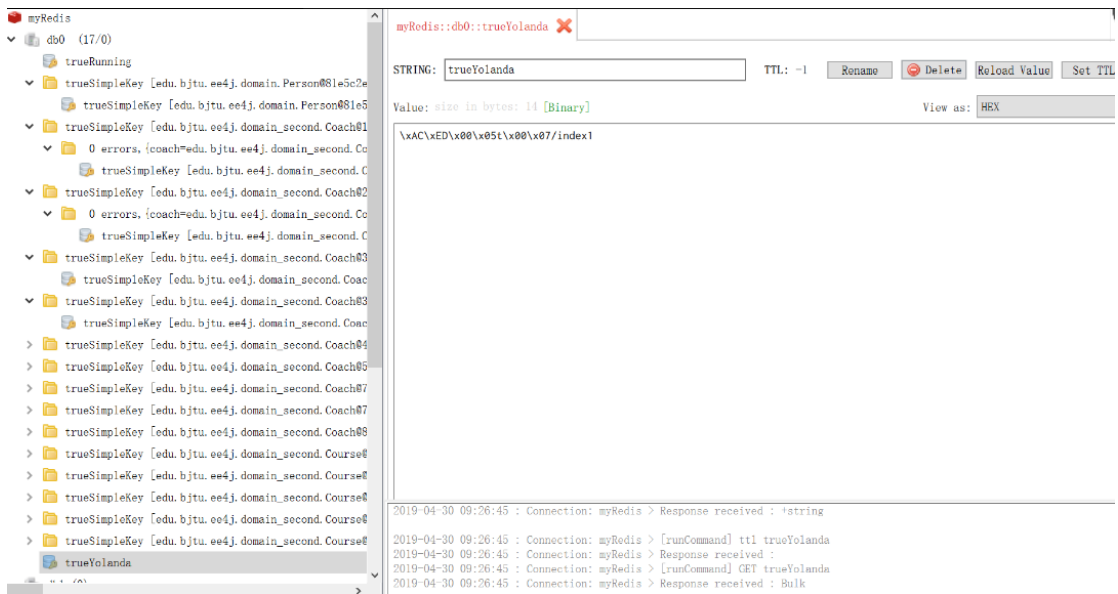 myRedis
db0 (17/0)
trueRunning
trueSimpleKey [edu.bjtu.ee4j.domain.Person@81e5c2e
trueSimpleKey [edu.bjtu.ee4j.domain.Person@81e5
trueSimpleKey [edu.bjtu.ee4j.domain_second.Coach@1
0 errors, {coach=edu.bjtu.ee4j.domain_second.Co
trueSimpleKey [edu.bjtu.ee4j.domain_second.C
trueSimpleKey [edu.bjtu.ee4j.domain_second.Coach@2
0 errors, {coach=edu.bjtu.ee4j.domain_second.Co
trueSimpleKey [edu.bjtu.ee4j.domain_second.C
trueSimpleKey [edu.bjtu.ee4j.domain_second.Coach@3
trueSimpleKey [edu.bjtu.ee4j.domain_second.Coac
trueSimpleKey [edu.bjtu.ee4j.domain_second.Coach@3
trueSimpleKey [edu.bjtu.ee4j.domain_second.Coac
trueSimpleKey [edu.bjtu.ee4j.domain_second.Coach@4
trueSimpleKey [edu.bjtu.ee4j.domain_second.Coach@5
trueSimpleKey [edu.bjtu.ee4j.domain_second.Coach@7
trueSimpleKey [edu.bjtu.ee4j.domain_second.Coach@7
trueSimpleKey [edu.bjtu.ee4j.domain_second.Coach@8
trueSimpleKey [edu.bjtu.ee4j.domain_second.Course@
trueSimpleKey [edu.bjtu.ee4j.domain_second.Course@
trueSimpleKey [edu.bjtu.ee4j.domain_second.Course@
trueSimpleKey [edu.bjtu.ee4j.domain_second.Course@
trueSimpleKey [edu.bjtu.ee4j.domain_second.Course@
trueYolanda
myRedis::db0::trueYolanda
STRING: trueYolanda TTL: -1 Rename Delete Reload Value Set TTL
Value: size in bytes: 14 [Binary] View as: HEX
\xAC\xED\x00\x05t\x00\x07/index1
2019-04-30 09:26:45 : Connection: myRedis > Response received : +string
2019-04-30 09:26:45 : Connection: myRedis > [runCommand] ttl trueYolanda
2019-04-30 09:26:45 : Connection: myRedis > Response received :
2019-04-30 09:26:45 : Connection: myRedis > [runCommand] GET trueYolanda
2019-04-30 09:26:45 : Connection: myRedis > Response received : Bulk